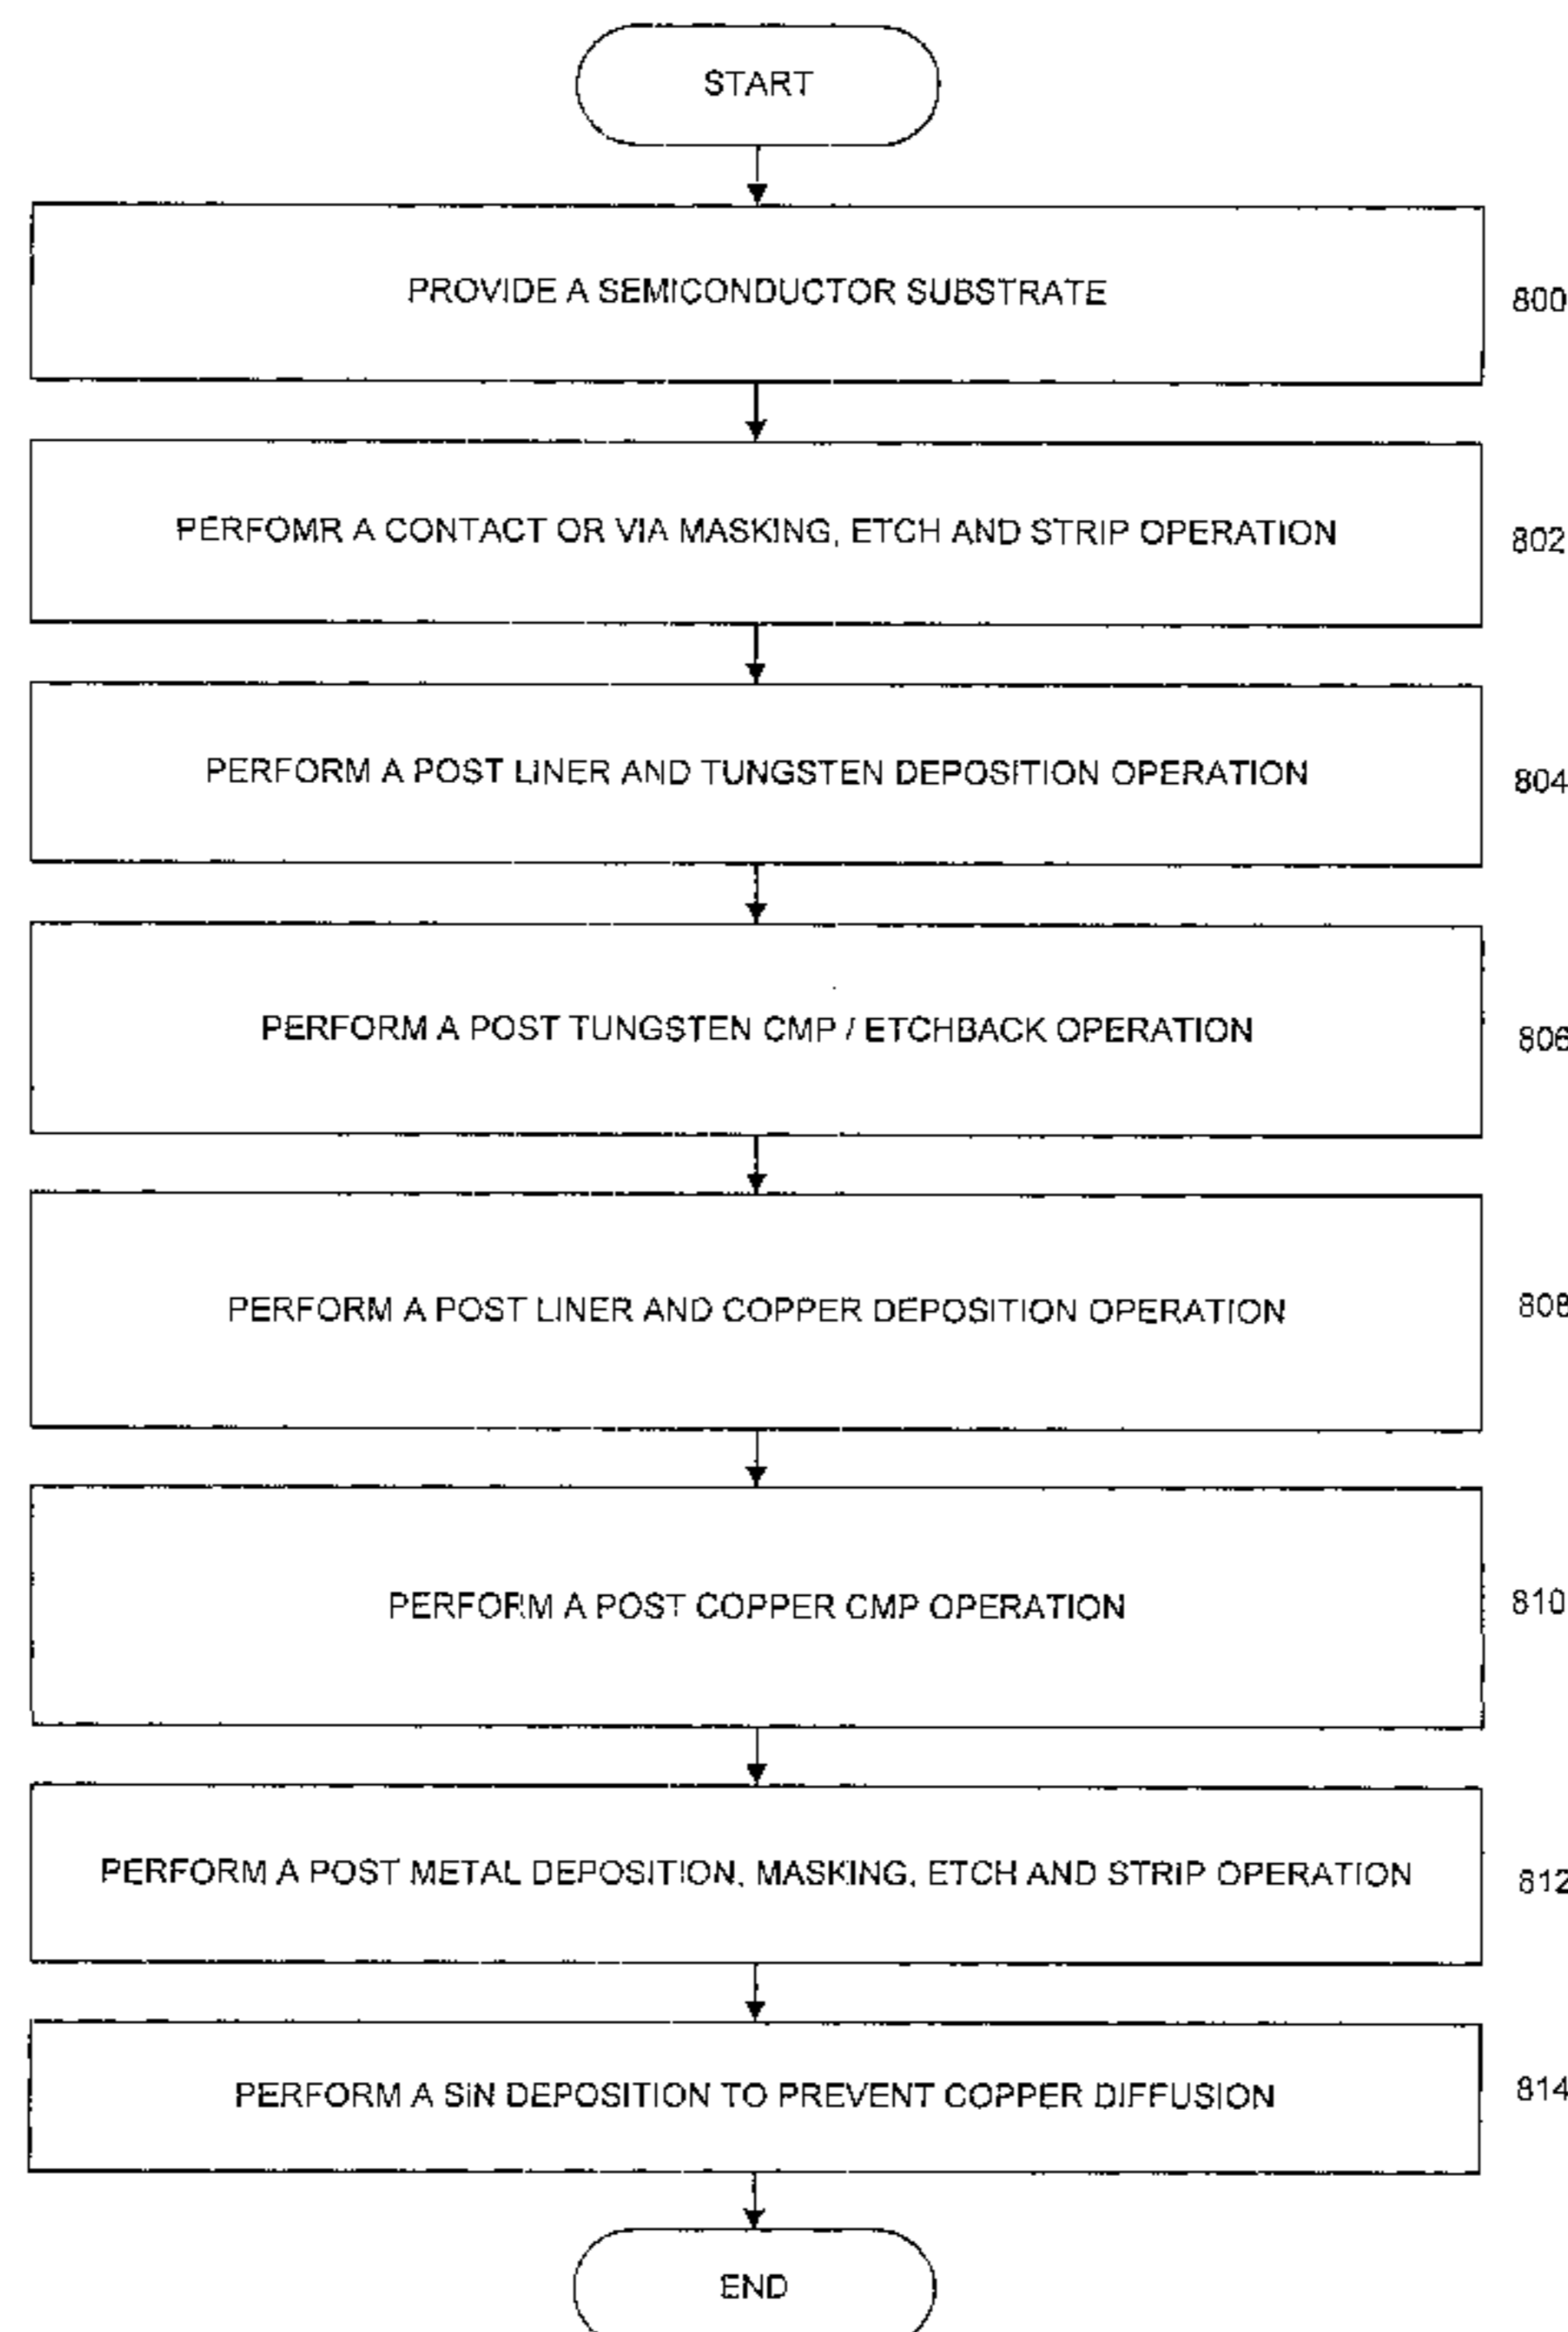 START
PROVIDE A SEMICONDUCTOR SUBSTRATE
800
PERFOMR A CONTACT OR VIA MASKING, ETCH AND STRIP OPERATION
802
PERFORM A POST LINER AND TUNGSTEN DEPOSITION OPERATION
804
PERFORM A POST TUNGSTEN CMP / ETCHBACK OPERATION
806
PERFORM A POST LINER AND COPPER DEPOSITION OPERATION
808
PERFORM A POST COPPER CMP OPERATION
810
PERFORM A POST METAL DEPOSITION, MASKING, ETCH AND STRIP OPERATION
812
PERFORM A SiN DEPOSITION TO PREVENT COPPER DIFFUSION
814
END